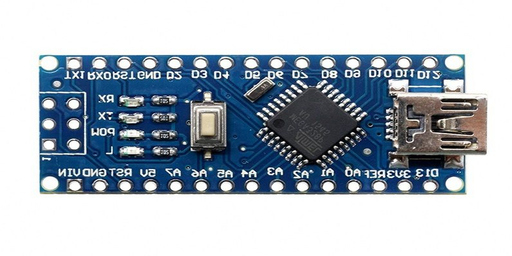 TX1 RX0 RST GND D2 D3 D4 D5 D6 D7 D8 D9 D10 D11 D12
RX
TX
POW
L
1
VIN GND RST 5V A7 A6 A5 A4 A3 A2 A1 A0 REF 3V3 D13